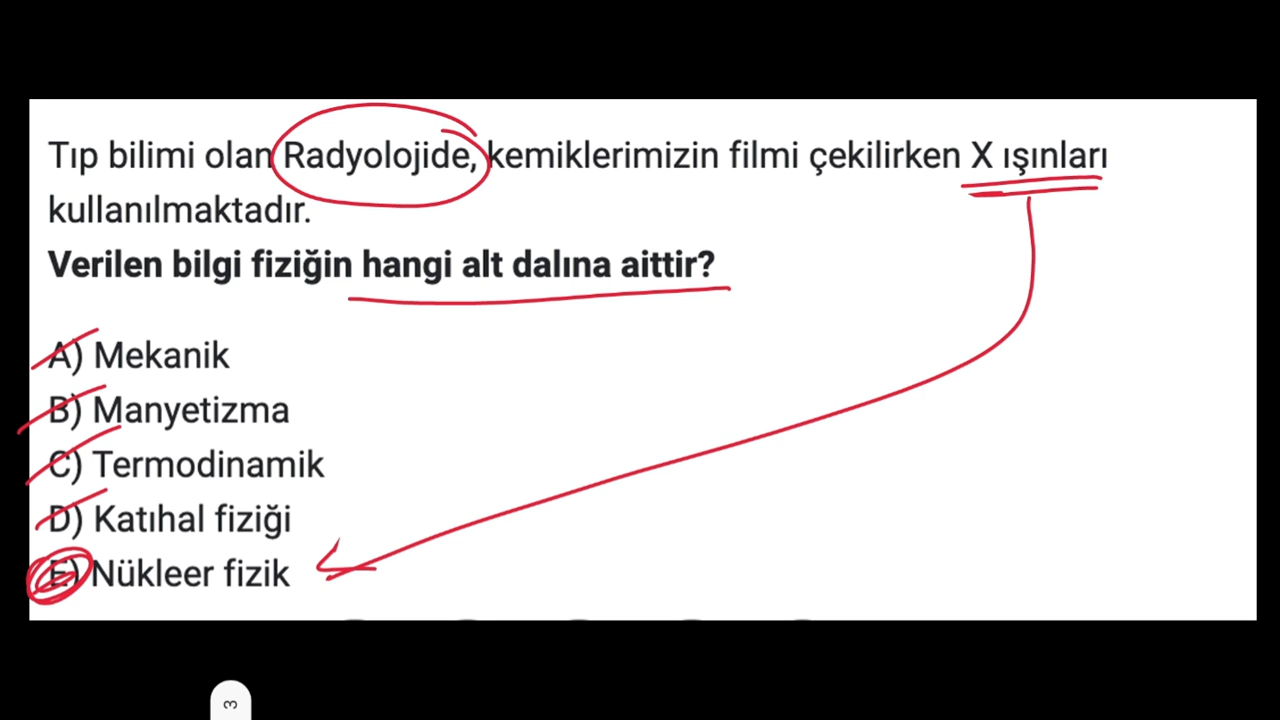 Tıp bilimi olan Radyolojide, kemiklerimizin filmi çekilirken X ışınları
kullanılmaktadır.
Verilen bilgi fiziğin hangi alt dalına aittir?
A) Mekanik
B) Manyetizma
C) Termodinamik
D) Katıhal fiziği
E) Nükleer fizik
3